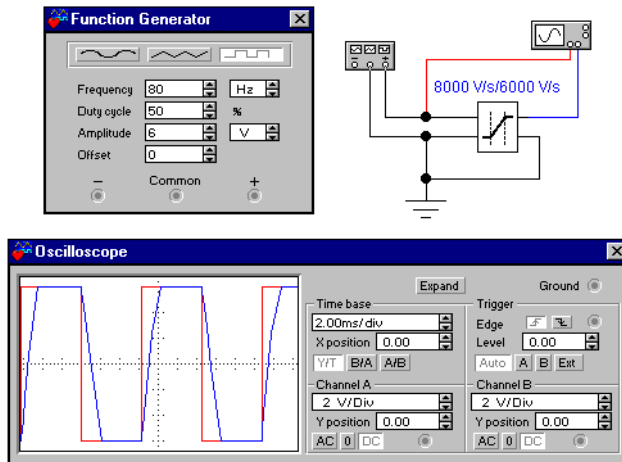 Function Generator
Frequency 80 Hz
Duty cycle 50 %
Amplitude 6 V
Offset 0
− Common +
8000 V/s/6000 V/s
− o +
Oscilloscope
Expand Ground
Time base
2.00ms/div
X position 0.00
Y/T B/A A/B
Trigger
Edge
Level 0.00
Auto A B Ext
Channel A
2 V/Div
Y position 0.00
AC 0 DC
Channel B
2 V/Div
Y position 0.00
AC 0 DC